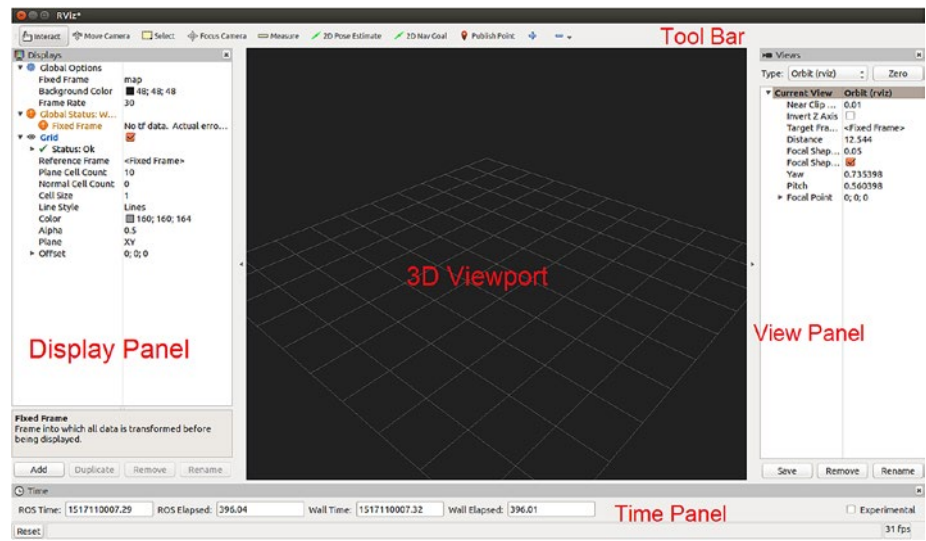 RViz*
Interact Move Camera Select Focus Camera Measure 2D Pose Estimate 2D Nav Goal Publish Point
Tool Bar
Displays
Global Options
Fixed Frame map
Background Color 48; 48; 48
Frame Rate 30
Global Status: W...
Fixed Frame No tf data. Actual erro...
Grid
Status: Ok
Reference Frame <Fixed Frame>
Plane Cell Count 10
Normal Cell Count 0
Cell Size 1
Line Style Lines
Color 160; 160; 164
Alpha 0.5
Plane XY
Offset 0; 0; 0
Display Panel
Fixed Frame
Frame into which all data is transformed before
being displayed.
Add Duplicate Remove Rename
3D Viewport
Views
Type: Orbit (rviz) Zero
Current View Orbit (rviz)
Near Clip ... 0.01
Invert Z Axis
Target Fra... <Fixed Frame>
Distance 12.544
Focal Shap... 0.05
Focal Shap...
Yaw 0.735398
Pitch 0.560398
Focal Point 0; 0; 0
View Panel
Save Remove Rename
Time
ROS Time: 1517110007.29 ROS Elapsed: 396.04 Wall Time: 1517110007.32 Wall Elapsed: 396.01
Time Panel
Experimental
Reset
31 fps